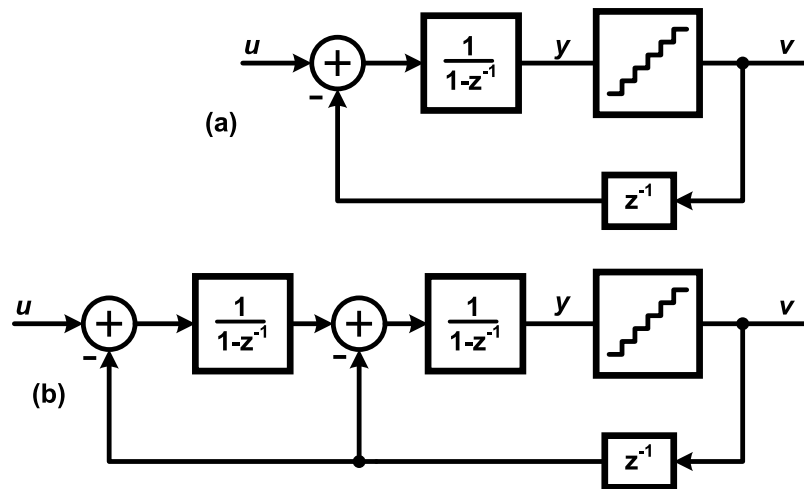 u
+
-
1
1-z⁻¹
y
v
(a)
z⁻¹
u
+
-
1
1-z⁻¹
+
-
1
1-z⁻¹
y
v
(b)
z⁻¹